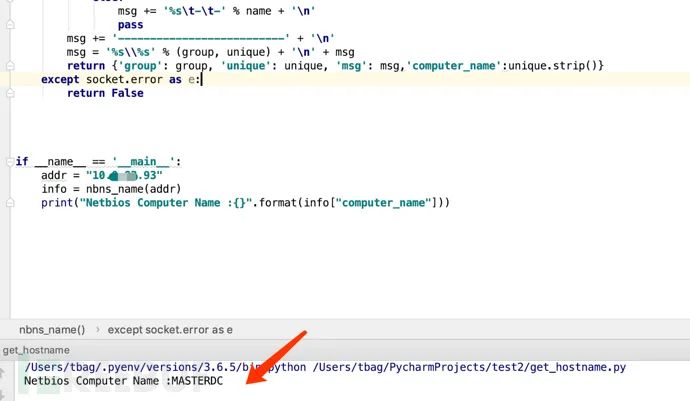 msg += '%s\t-\t-' % name + '\n'
pass
msg += '--------------------------' + '\n'
msg = '%s\\%s' % (group, unique) + '\n' + msg
return {'group': group, 'unique': unique, 'msg': msg,'computer_name':unique.strip()}
except socket.error as e:
return False
if __name__ == '__main__':
addr = "10. .93"
info = nbns_name(addr)
print("Netbios Computer Name :{}".format(info["computer_name"]))
nbns_name() › except socket.error as e
get_hostname
/Users/tbag/.pyenv/versions/3.6.5/bin/python /Users/tbag/PycharmProjects/test2/get_hostname.py
Netbios Computer Name :MASTERDC